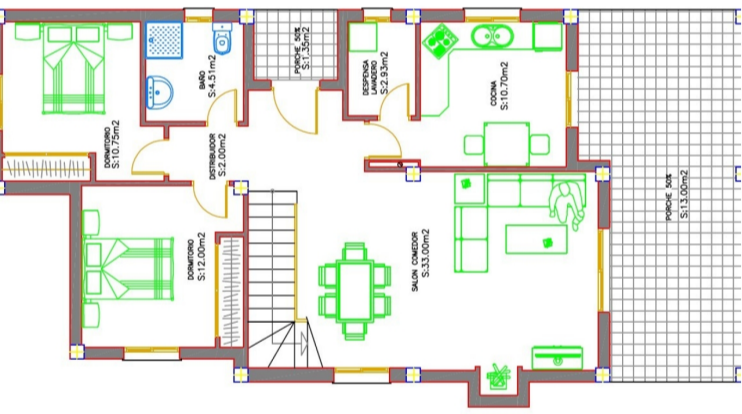 DORMITORIO
S:10.75m2
BAÑO
S:4.51m2
PORCHE 50%
S:1.35m2
DESPENSA
LAVADERO
S:2.93m2
COCINA
S:10.70m2
DISTRIBUIDOR
S:2.00m2
DORMITORIO
S:12.00m2
SALON COMEDOR
S:33.00m2
PORCHE 50%
S:13.00m2